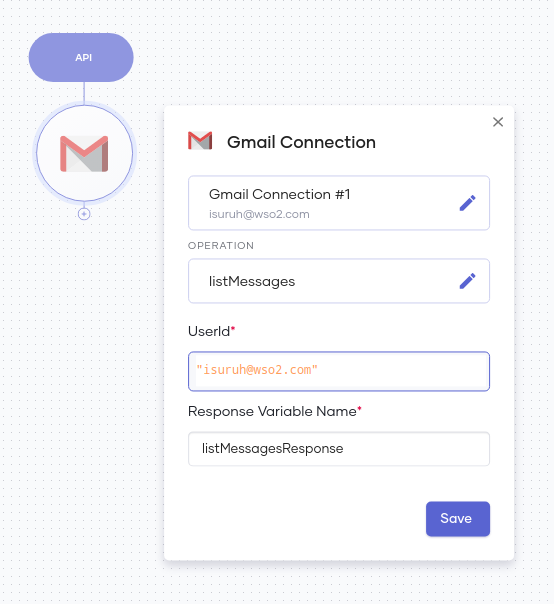 API
Gmail Connection
Gmail Connection #1
isuruh@wso2.com
OPERATION
listMessages
UserId*
"isuruh@wso2.com"
Response Variable Name*
listMessagesResponse
Save